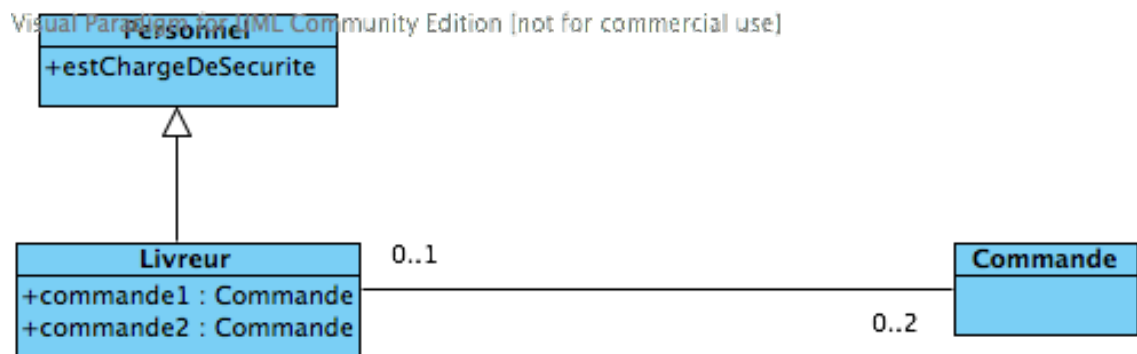 Visual Paradigm for UML Community Edition [not for commercial use]
Personnel
+estChargeDeSecurite
Livreur
+commande1 : Commande
+commande2 : Commande
0..1
0..2
Commande